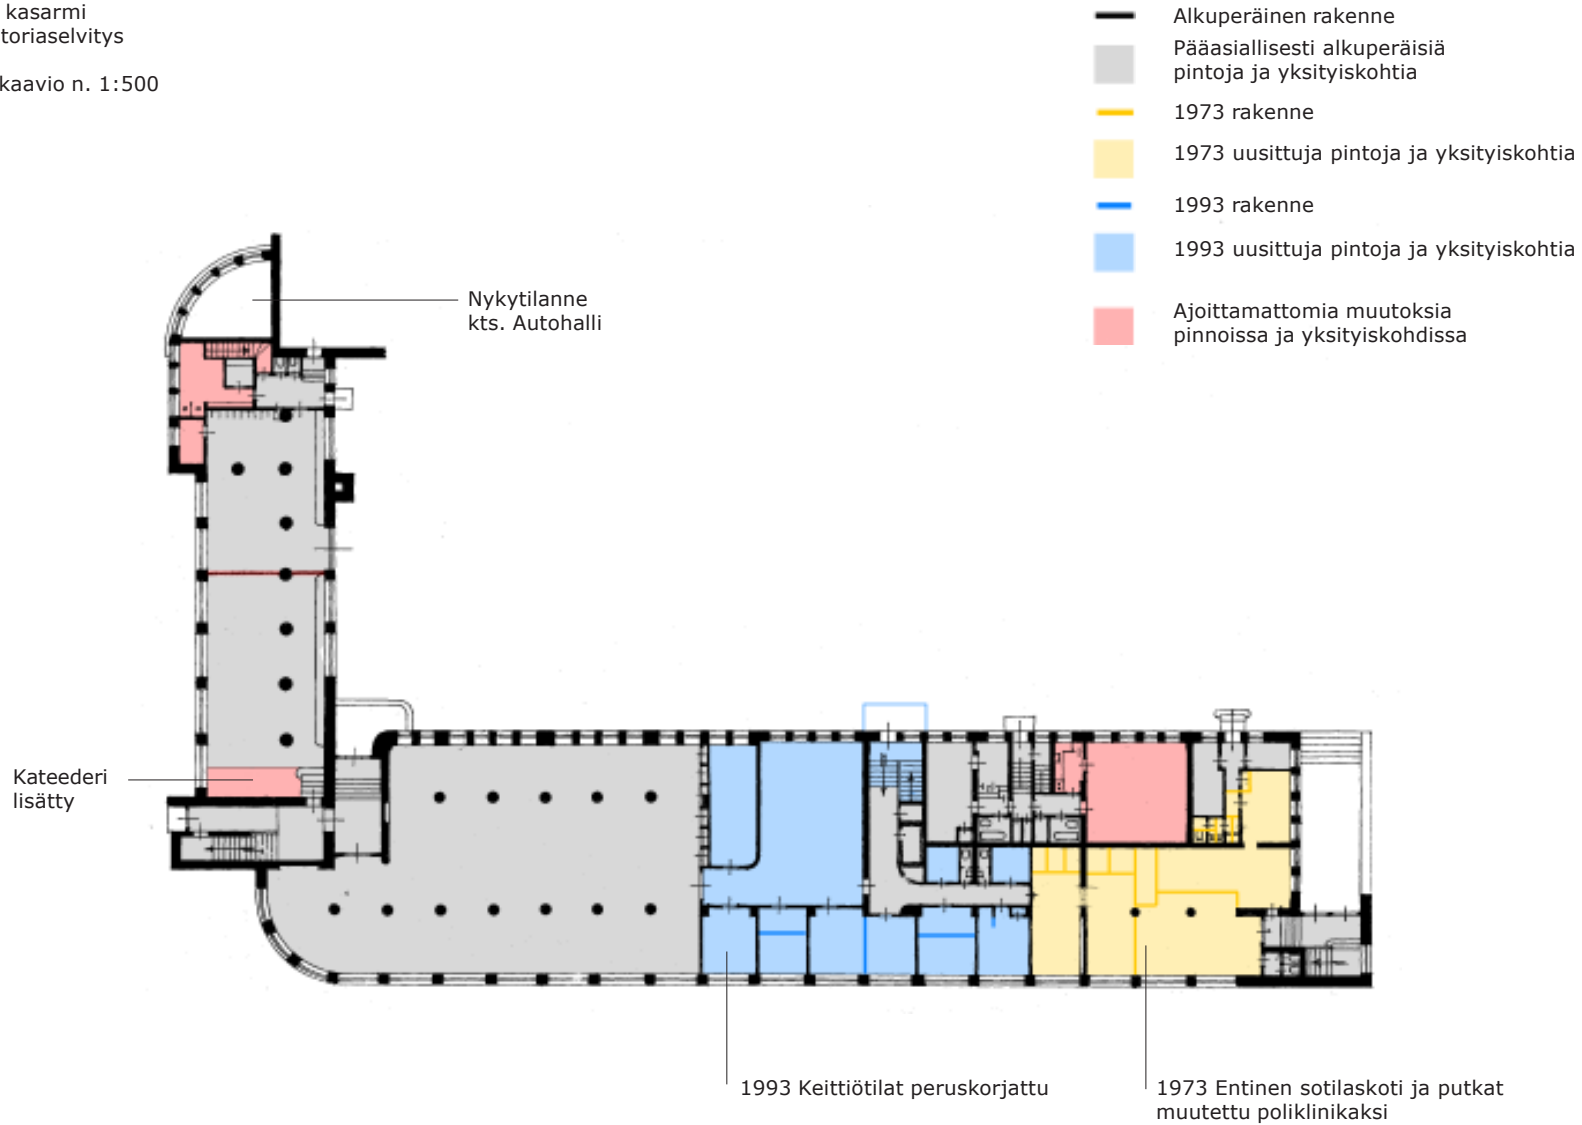 kasarmi
toriaselvitys
kaavio n. 1:500
Alkuperäinen rakenne
Pääasiallisesti alkuperäisiä
pintoja ja yksityiskohtia
1973 rakenne
1973 uusittuja pintoja ja yksityiskohtia
1993 rakenne
1993 uusittuja pintoja ja yksityiskohtia
Ajoittamattomia muutoksia
pinnoissa ja yksityiskohdissa
Nykytilanne
kts. Autohalli
Kateederi
lisätty
1993 Keittiötilat peruskorjattu
1973 Entinen sotilaskoti ja putkat
muutettu poliklinikaksi